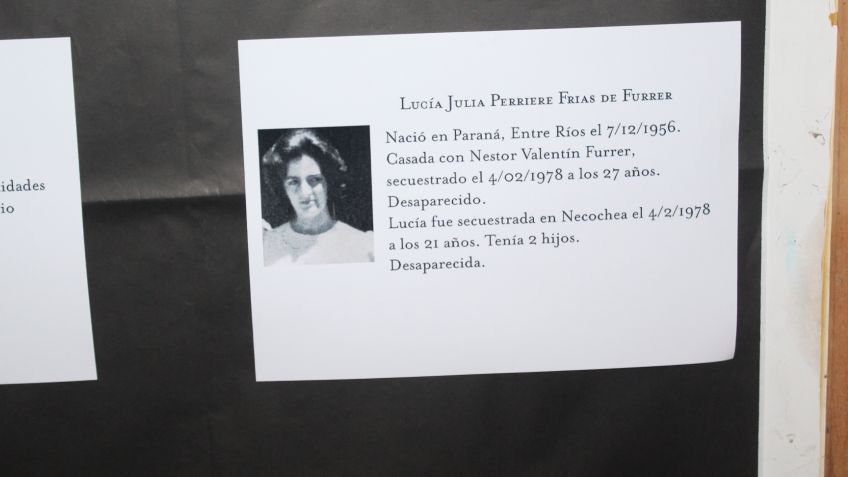 idades
io
Lucía Julia Perriere Frias de Furrer
Nació en Paraná, Entre Ríos el 7/12/1956.
Casada con Nestor Valentín Furrer,
secuestrado el 4/02/1978 a los 27 años.
Desaparecido.
Lucía fue secuestrada en Necochea el 4/2/1978
a los 21 años. Tenía 2 hijos.
Desaparecida.